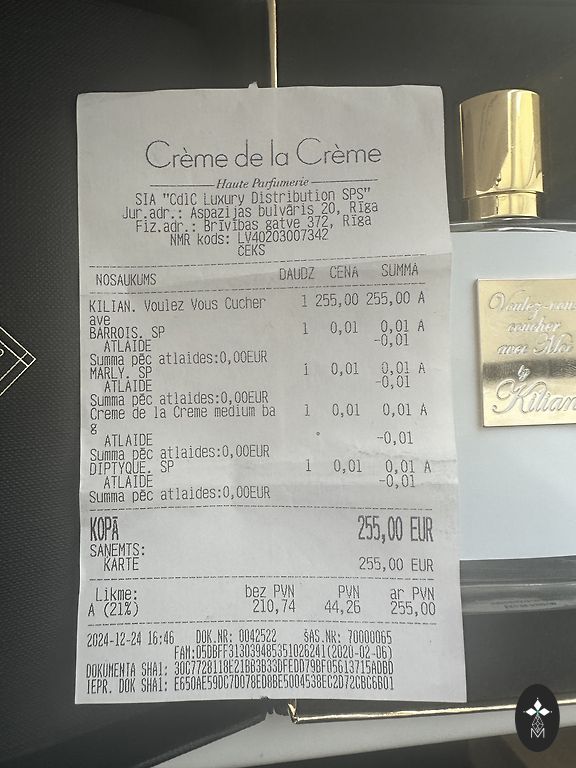 Crème de la Crème
Haute Parfumerie
SIA "CdlC Luxury Distribution SPS"
Jur.adr.: Aspazijas bulvāris 20, Rīga
Fiz.adr.: Brīvības gatve 372, Rīga
NMR kods: LV40203007342
ČEKS
NOSAUKUMS DAUDZ CENA SUMMA
KILIAN. Voulez Vous Cucher 1 255,00 255,00 A
ave
BARROIS. SP 1 0,01 0,01 A
ATLAIDE -0,01
Summa pēc atlaides:0,00EUR
MARLY. SP 1 0,01 0,01 A
ATLAIDE -0,01
Summa pēc atlaides:0,00EUR
Creme de la Creme medium ba 1 0,01 0,01 A
g
ATLAIDE -0,01
Summa pēc atlaides:0,00EUR
DIPTYQUE. SP 1 0,01 0,01 A
ATLAIDE -0,01
Summa pēc atlaides:0,00EUR
KOPĀ 255,00 EUR
SAŅEMTS:
KARTE 255,00 EUR
Likme: bez PVN PVN ar PVN
A (21%) 210,74 44,26 255,00
2024-12-24 16:46 DOK.NR: 0042522 ŠAS.NR: 70000065
FAN:05DBFF313039485351026241(2020-02-06)
DOKUMENTA SHA1: 30C7728118E21BB3B33DFEDD79BF05613715ADBD
IEPR. DOK SHA1: E650AE59DC7D078ED8BE5004538EC2D72CBC6B01
Voulez-vous
coucher
avec Moi
by
Kilian
M